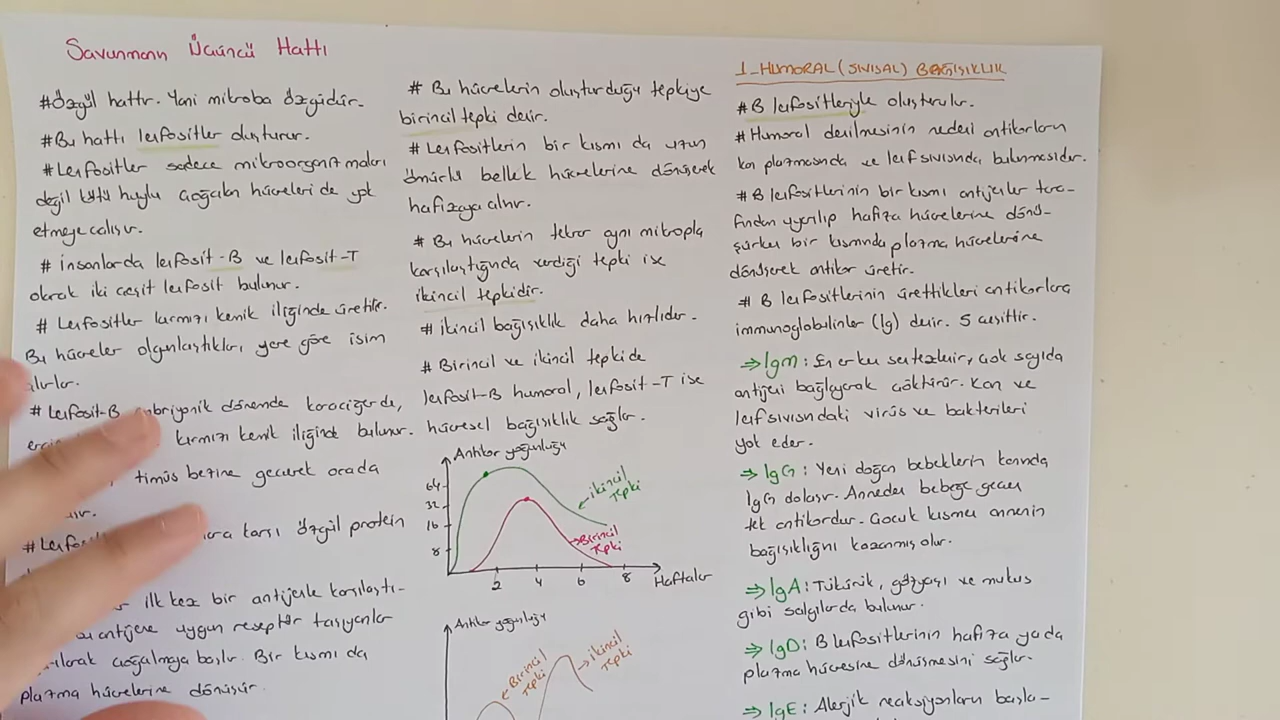 Savunmanın Üçüncü Hattı
#Özgül hattır. Yani mikroba özgüdür.
#Bu hattı lenfositler oluşturur.
#Lenfositler sadece mikroorganizmaları
değil kötü huylu çoğalan hücreleri de yok
etmeye çalışır.
# İnsanlarda lenfosit-B ve lenfosit-T
olarak iki çeşit lenfosit bulunur.
# Lenfositler kırmızı kemik iliğinde üretilir.
Bu hücreler olgunlaştıkları yere göre isim
alırlar.
# Lenfosit-B embriyonik dönemde karaciğerde,
kırmızı kemik iliğinde bulunur.
timüs bezine geçerek orada
karşı özgül protein
ilk kez bir antijenle karşılaştı-
antijene uygun reseptör taşıyanlar
çoğalmaya başlar. Bir kısmı da
plazma hücrelerine dönüşür.
# Bu hücrelerin oluşturduğu tepkiye
birincil tepki denir.
# Lenfositlerin bir kısmı da uzun
ömürlü bellek hücrelerine dönüşerek
hafızaya alınır.
# Bu hücrelerin tekrar aynı mikropla
karşılaştığında verdiği tepki ise
ikincil tepkidir.
# İkincil bağışıklık daha hızlıdır.
# Birincil ve ikincil tepkide
lenfosit-B humoral, lenfosit-T ise
hücresel bağışıklık sağlar.
Antikor yoğunluğu
64
32
16
8
İkincil
Tepki
Birincil
Tepki
2 4 6 8 Haftalar
Antikor yoğunluğu
Birincil
Tepki
İkincil
Tepki
1-HUMORAL (SIVISAL) BAĞIŞIKLIK
# B lenfositleriyle oluşturulur.
# Humoral denilmesinin nedeni antikorların
kan plazmasında ve lenf sıvısında bulunmasıdır.
# B lenfositlerinin bir kısmı antijenler tara-
fından uyarılıp hafıza hücrelerine dönü-
şürken bir kısmında plazma hücrelerine
dönüşerek antikor üretir.
# B lenfositlerinin ürettikleri antikorlara
immunoglobulinler (Ig) denir. 5 çeşittir.
⇒ IgM: En erken sentezlenir, çok sayıda
antijeni bağlayarak çöktürür. Kan ve
lenf sıvısındaki virüs ve bakterileri
yok eder.
⇒ IgG: Yeni doğan bebeklerin kanında
IgG dolaşır. Anneden bebeğe geçen
tek antikordur. Çocuk kısmen annenin
bağışıklığını kazanmış olur.
⇒ IgA: Tükürük, gözyaşı ve mukus
gibi salgılarda bulunur.
⇒ IgD: B lenfositlerinin hafıza ya da
plazma hücresine dönüşmesini sağlar.
⇒ IgE: Alerjik reaksiyonların başla-